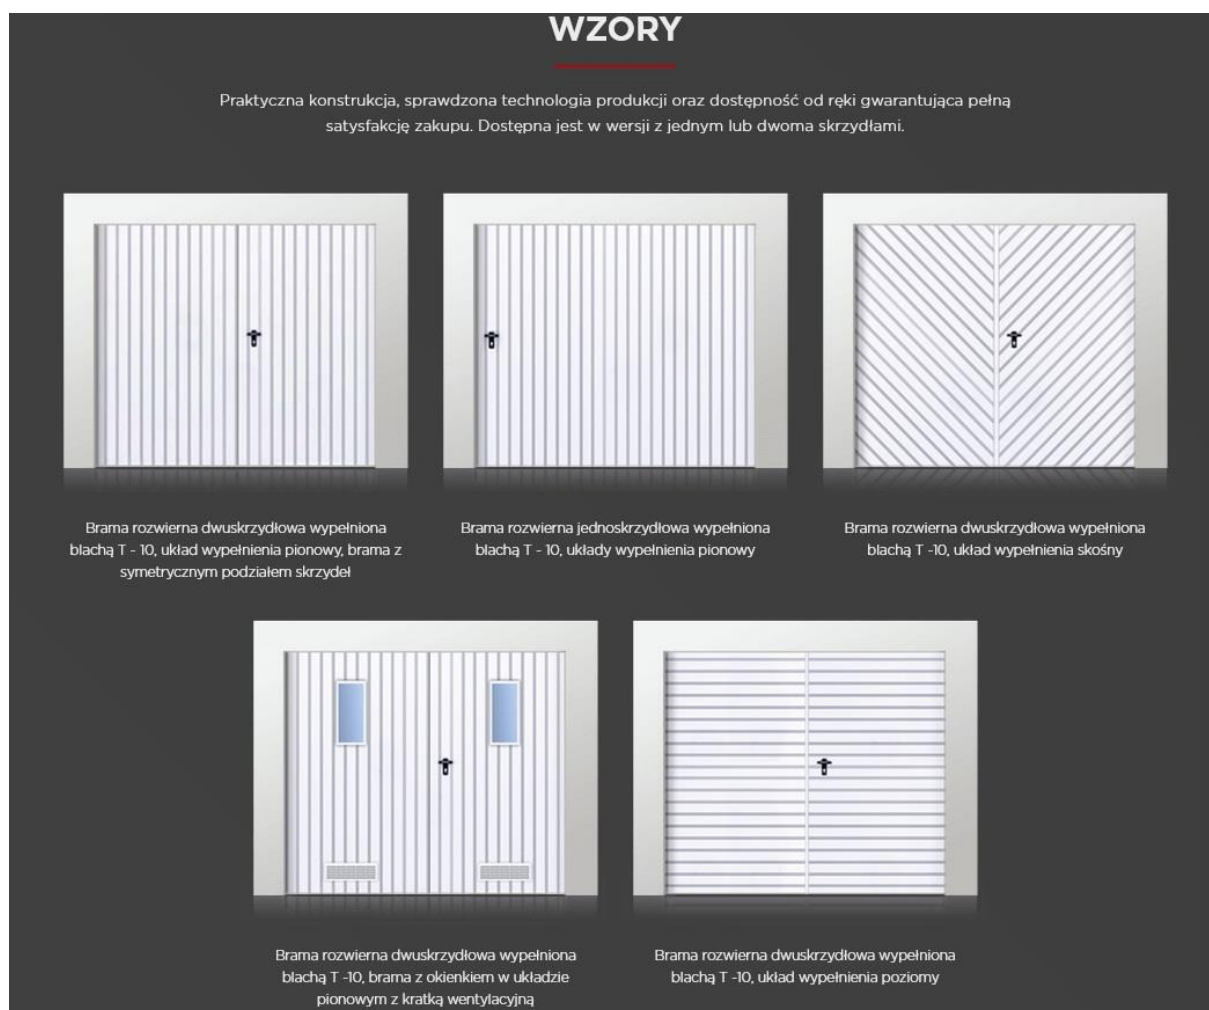 WZORY
Praktyczna konstrukcja, sprawdzona technologia produkcji oraz dostępność od ręki gwarantująca pełną
satysfakcję zakupu. Dostępna jest w wersji z jednym lub dwoma skrzydłami.
Brama rozwierna dwuskrzydłowa wypełniona
blachą T - 10, układ wypełnienia pionowy, brama z
symetrycznym podziałem skrzydeł
Brama rozwierna jednoskrzydłowa wypełniona
blachą T - 10, układy wypełnienia pionowy
Brama rozwierna dwuskrzydłowa wypełniona
blachą T -10, układ wypełnienia skośny
Brama rozwierna dwuskrzydłowa wypełniona
blachą T -10, brama z okienkiem w układzie
pionowym z kratką wentylacyjną
Brama rozwierna dwuskrzydłowa wypełniona
blachą T -10, układ wypełnienia poziomy